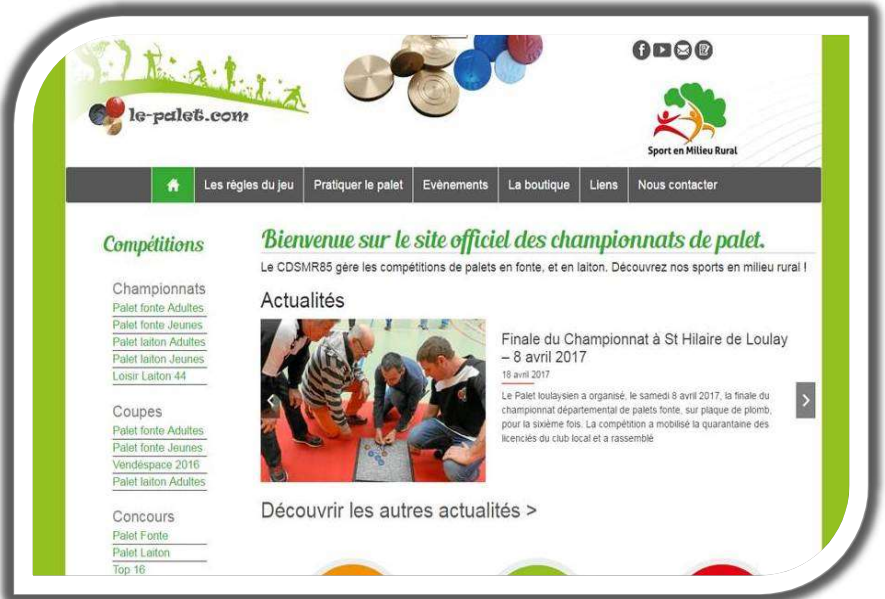 le-palet.com
Sport en Milieu Rural
Les règles du jeu
Pratiquer le palet
Evènements
La boutique
Liens
Nous contacter
Compétitions
Championnats
Palet fonte Adultes
Palet fonte Jeunes
Palet laiton Adultes
Palet laiton Jeunes
Loisir Laiton 44
Coupes
Palet fonte Adultes
Palet fonte Jeunes
Vendéspace 2016
Palet laiton Adultes
Concours
Palet Fonte
Palet Laiton
Top 16
Bienvenue sur le site officiel des championnats de palet.
Le CDSMR85 gère les compétitions de palets en fonte, et en laiton. Découvrez nos sports en milieu rural !
Actualités
Finale du Championnat à St Hilaire de Loulay
– 8 avril 2017
18 avril 2017
Le Palet loulaysien a organisé, le samedi 8 avril 2017, la finale du
championnat départemental de palets fonte, sur plaque de plomb,
pour la sixième fois. La compétition a mobilisé la quarantaine des
licenciés du club local et a rassemblé
Découvrir les autres actualités >